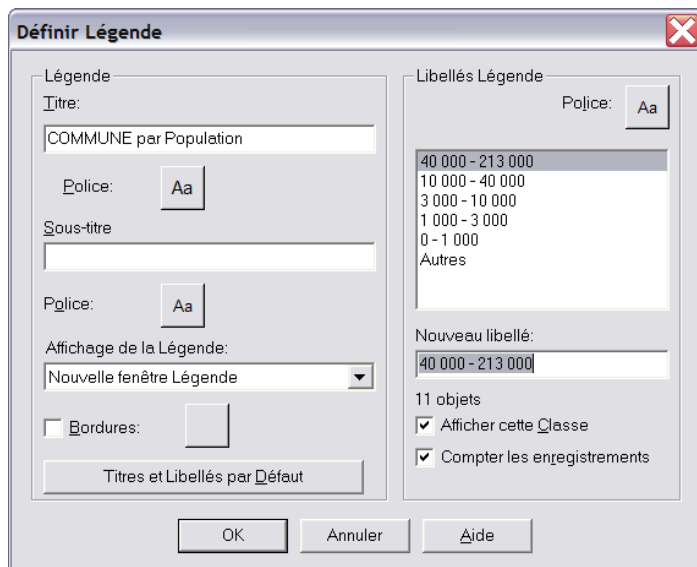 Définir Légende
Légende
Titre:
COMMUNE par Population
Police:
Aa
Sous-titre
Police:
Aa
Affichage de la Légende:
Nouvelle fenêtre Légende
Bordures:
Titres et Libellés par Défaut
Libellés Légende
Police:
Aa
40 000 - 213 000
10 000 - 40 000
3 000 - 10 000
1 000 - 3 000
0 - 1 000
Autres
Nouveau libellé:
40 000 - 213 000
11 objets
Afficher cette Classe
Compter les enregistrements
OK
Annuler
Aide